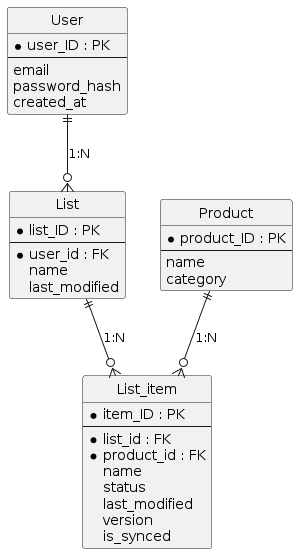 User
user_ID : PK
email
password_hash
created_at
1:N
List
list_ID : PK
user_id : FK
name
last_modified
Product
product_ID : PK
name
category
1:N
1:N
List_item
item_ID : PK
list_id : FK
product_id : FK
name
status
last_modified
version
is_synced